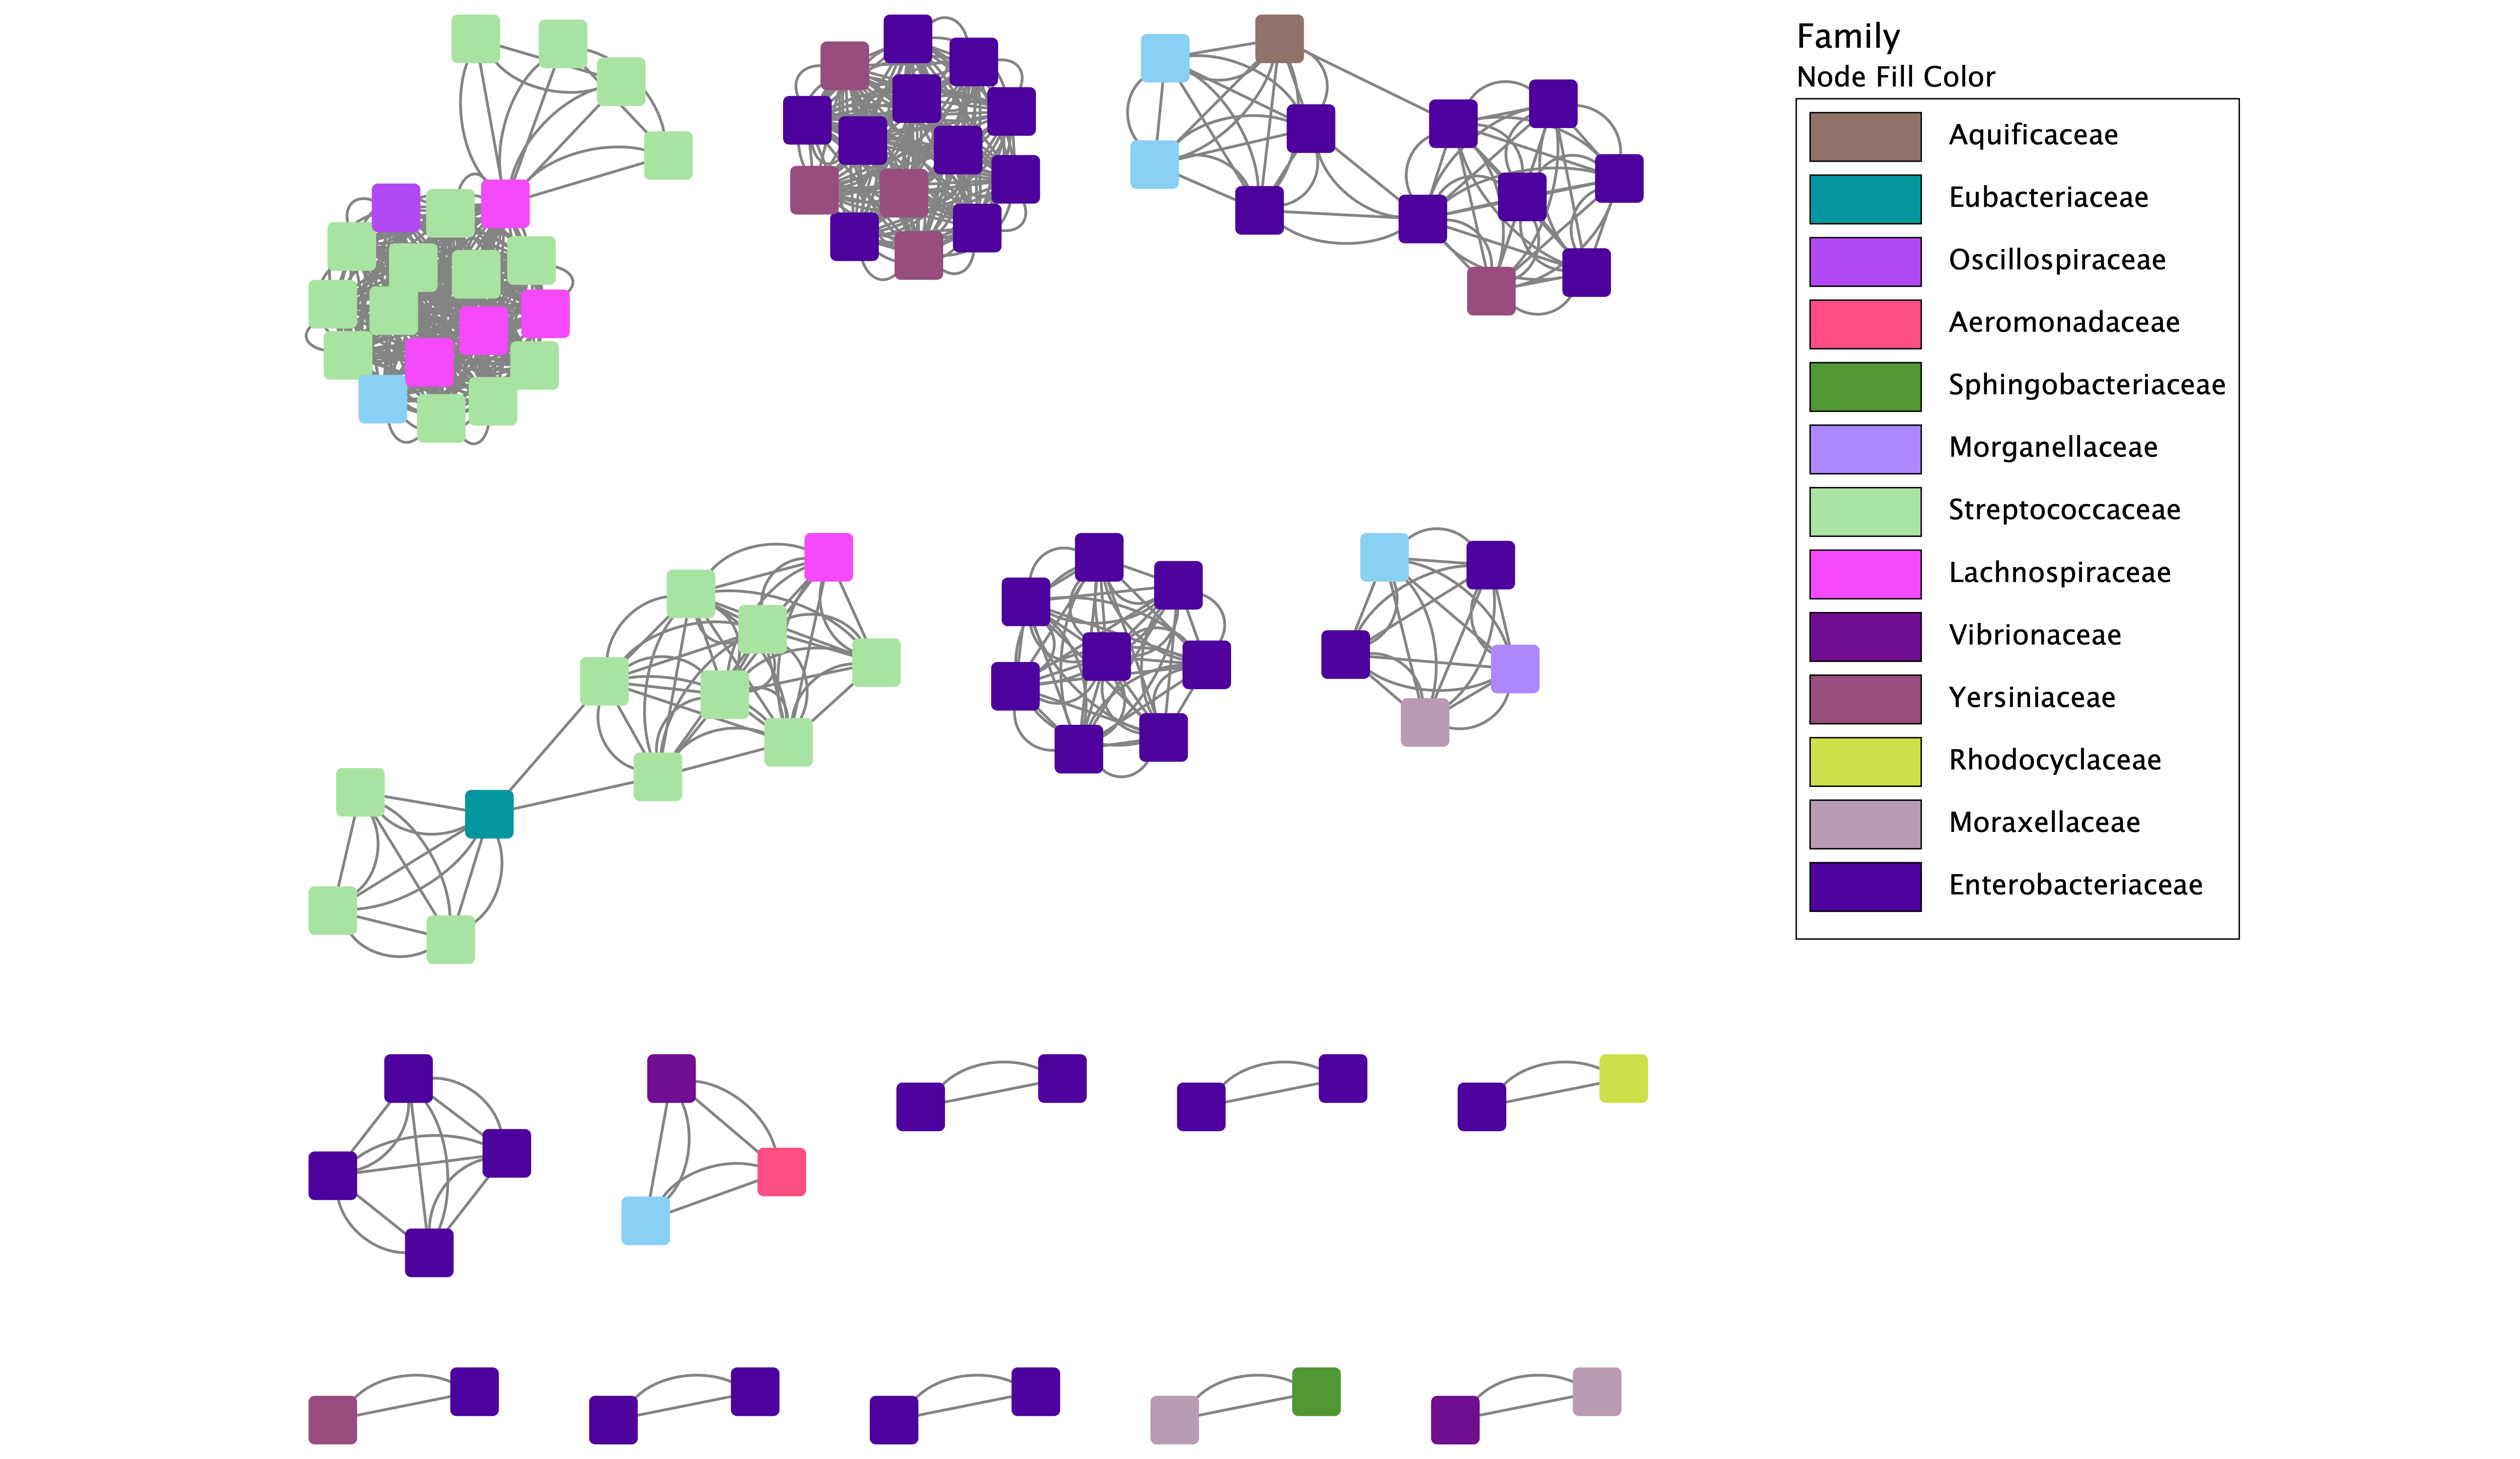 Family
Node Fill Color
Aquificaceae
Eubacteriaceae
Oscillospiraceae
Aeromonadaceae
Sphingobacteriaceae
Morganellaceae
Streptococcaceae
Lachnospiraceae
Vibrionaceae
Yersiniaceae
Rhodocyclaceae
Moraxellaceae
Enterobacteriaceae